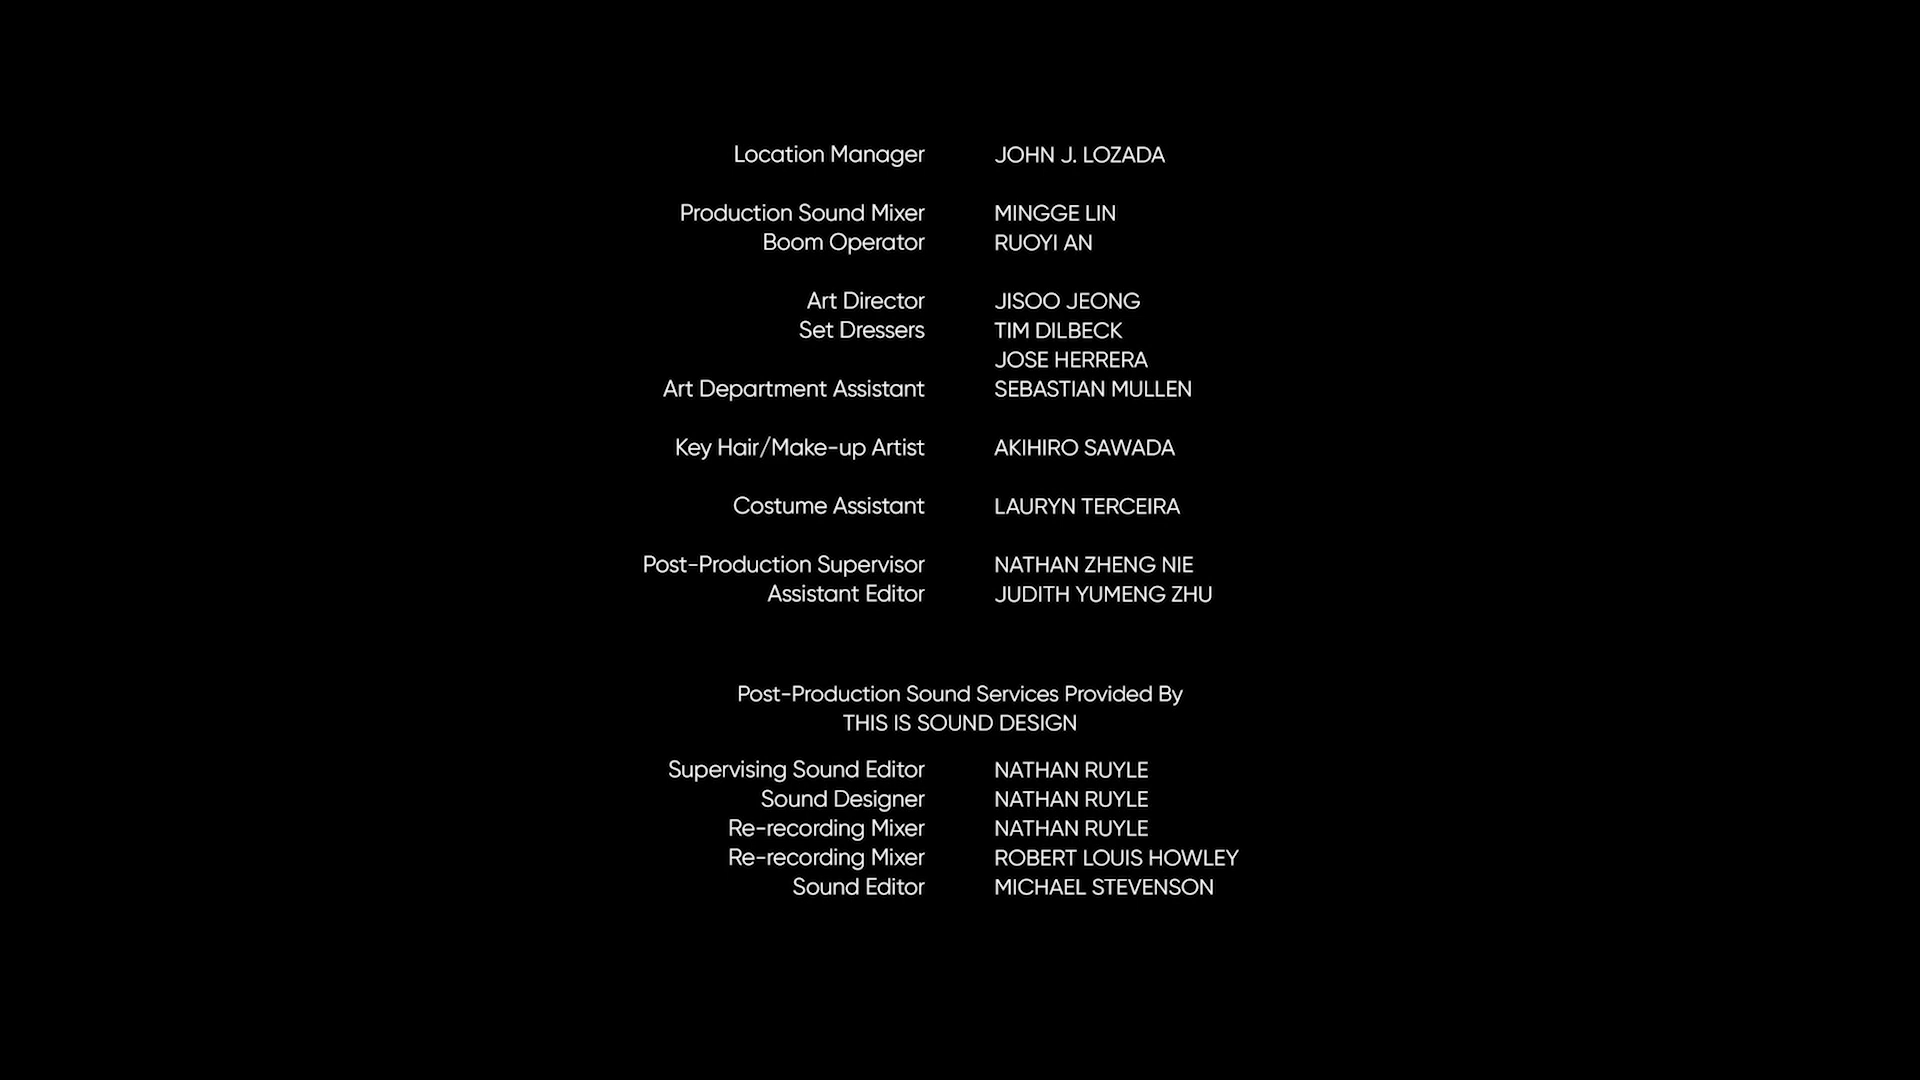 Location Manager JOHN J. LOZADA
Production Sound Mixer MINGGE LIN
Boom Operator RUOYI AN
Art Director JISOO JEONG
Set Dressers TIM DILBECK
JOSE HERRERA
Art Department Assistant SEBASTIAN MULLEN
Key Hair/Make-up Artist AKIHIRO SAWADA
Costume Assistant LAURYN TERCEIRA
Post-Production Supervisor NATHAN ZHENG NIE
Assistant Editor JUDITH YUMENG ZHU
Post-Production Sound Services Provided By
THIS IS SOUND DESIGN
Supervising Sound Editor NATHAN RUYLE
Sound Designer NATHAN RUYLE
Re-recording Mixer NATHAN RUYLE
Re-recording Mixer ROBERT LOUIS HOWLEY
Sound Editor MICHAEL STEVENSON